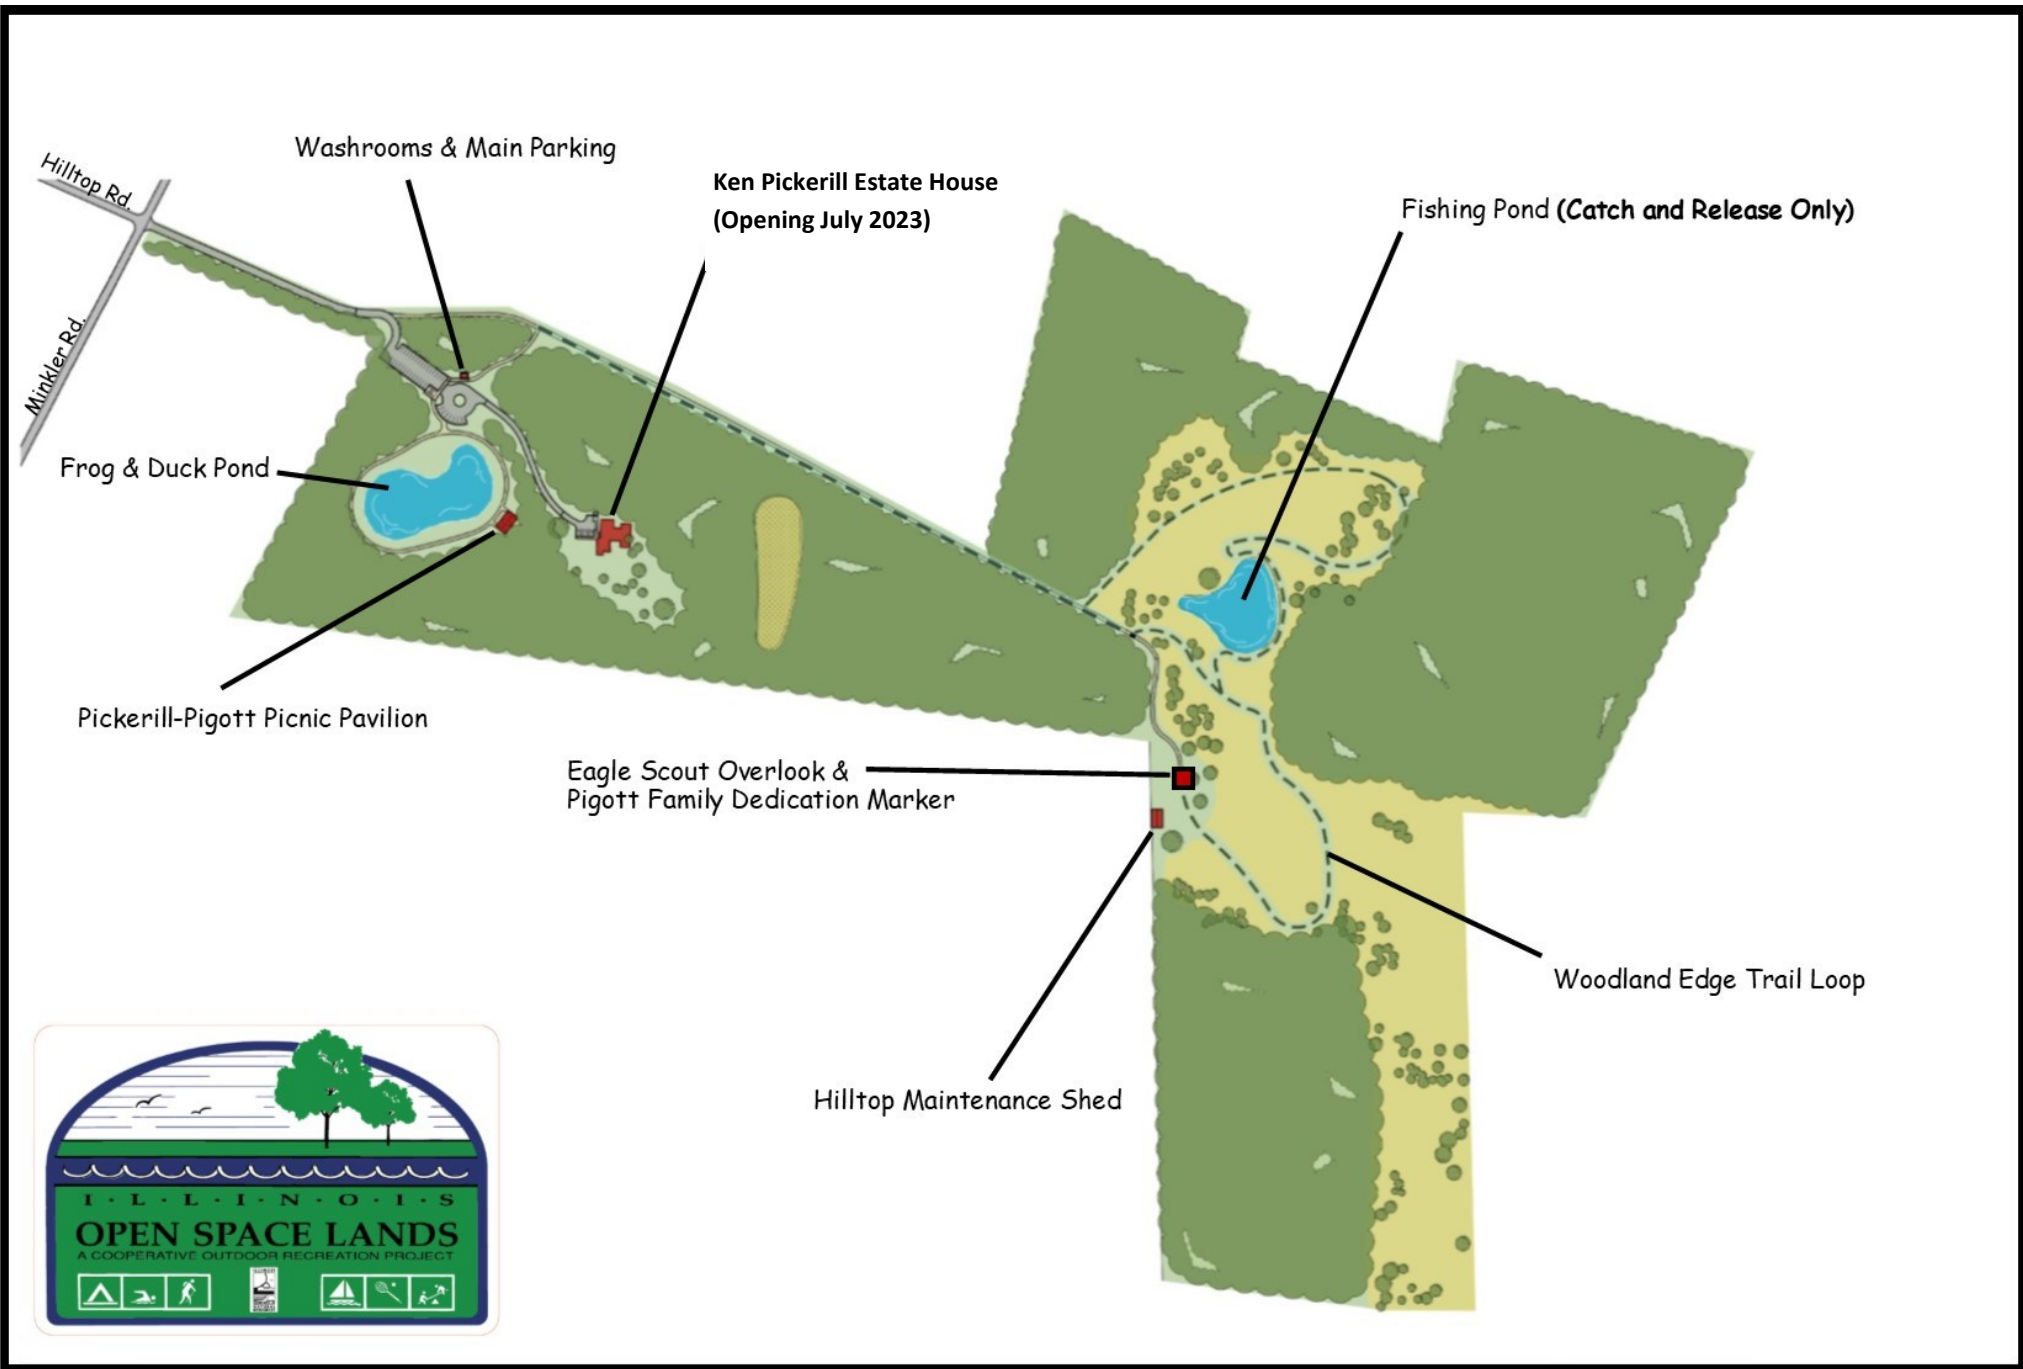 Washrooms & Main Parking
Hilltop Rd.
Ken Pickerill Estate House
(Opening July 2023)
Fishing Pond (Catch and Release Only)
Minkler Rd.
Frog & Duck Pond
Pickerill-Pigott Picnic Pavilion
Eagle Scout Overlook &
Pigott Family Dedication Marker
Woodland Edge Trail Loop
Hilltop Maintenance Shed
I·L·L·I·N·O·I·S
OPEN SPACE LANDS
A COOPERATIVE OUTDOOR RECREATION PROJECT